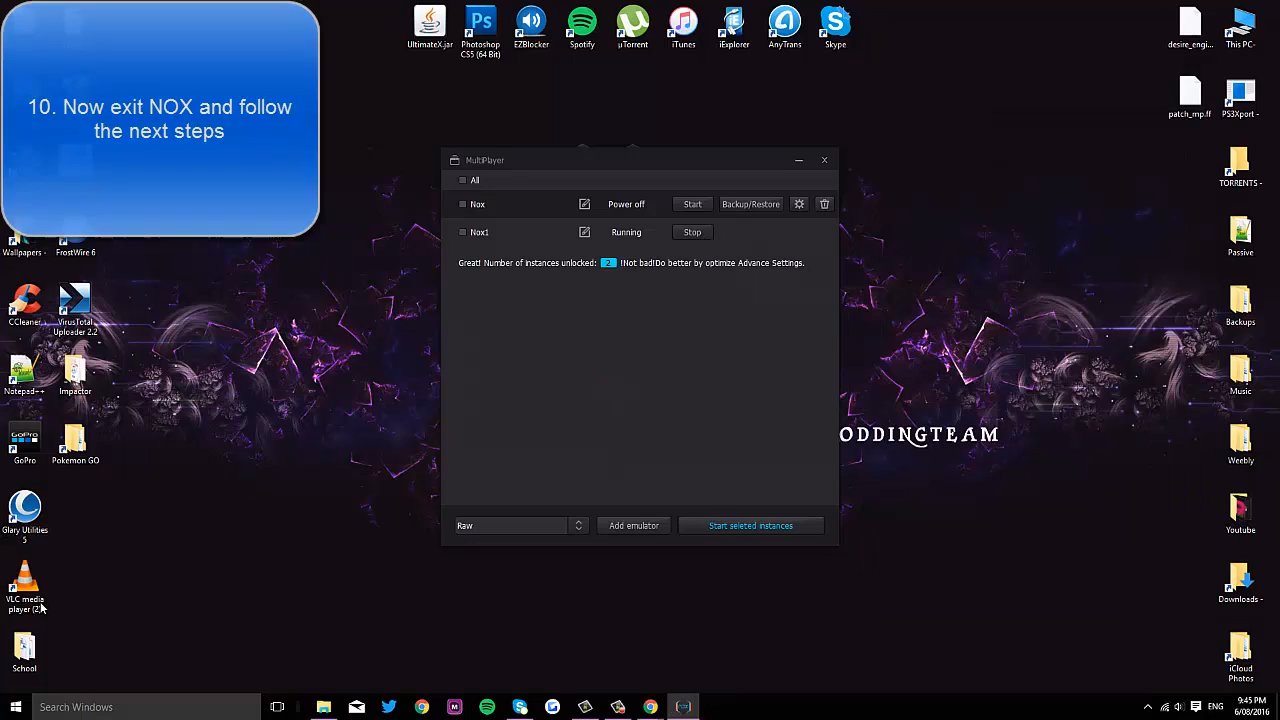 10. Now exit NOX and follow
the next steps
UltimateX.jar
Photoshop
CS5 (64 Bit)
EZBlocker
Spotify
µTorrent
iTunes
iExplorer
AnyTrans
Skype
desire_engi...
This PC-
patch_mp.ff
PS3Xport -
TORRENTS -
Passive
Backups
Music
Weebly
Youtube
Downloads -
iCloud
Photos
Wallpapers -
FrostWire 6
CCleaner
VirusTotal
Uploader 2.2
Notepad++
Impactor
GoPro
Pokemon GO
Glary Utilities
5
VLC media
player (2)
School
MultiPlayer
All
Nox Power off Start Backup/Restore
Nox1 Running Stop
Great! Number of instances unlocked: 2 !Not bad!Do better by optimize Advance Settings.
Raw Add emulator Start seleted instances
ODDINGTEAM
Search Windows
ENG
9:45 PM
6/08/2016